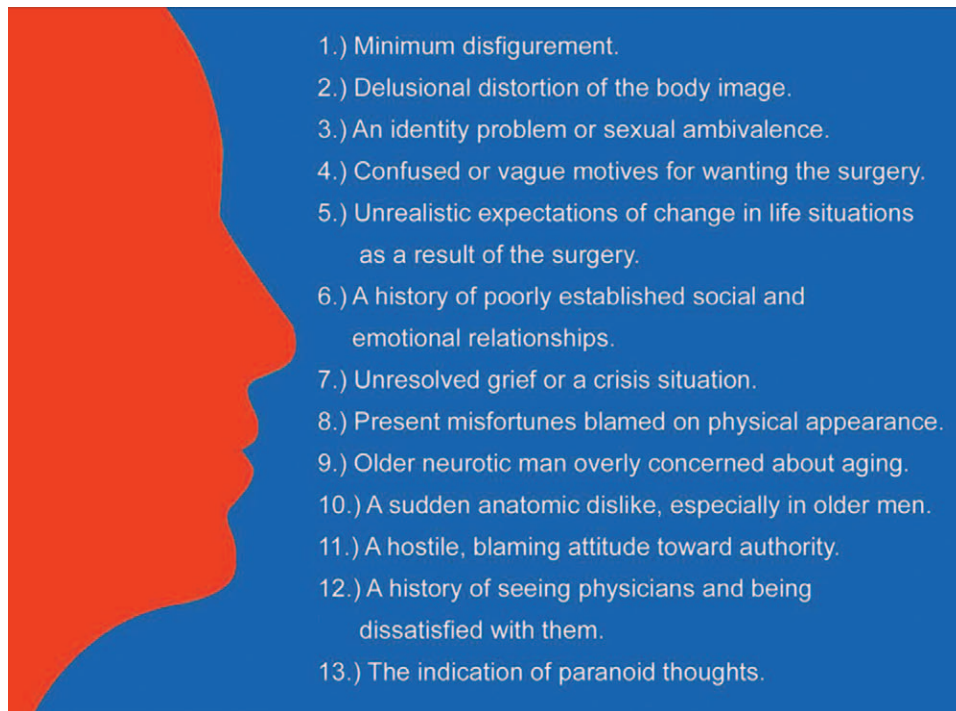 1.) Minimum disfigurement.
2.) Delusional distortion of the body image.
3.) An identity problem or sexual ambivalence.
4.) Confused or vague motives for wanting the surgery.
5.) Unrealistic expectations of change in life situations
as a result of the surgery.
6.) A history of poorly established social and
emotional relationships.
7.) Unresolved grief or a crisis situation.
8.) Present misfortunes blamed on physical appearance.
9.) Older neurotic man overly concerned about aging.
10.) A sudden anatomic dislike, especially in older men.
11.) A hostile, blaming attitude toward authority.
12.) A history of seeing physicians and being
dissatisfied with them.
13.) The indication of paranoid thoughts.